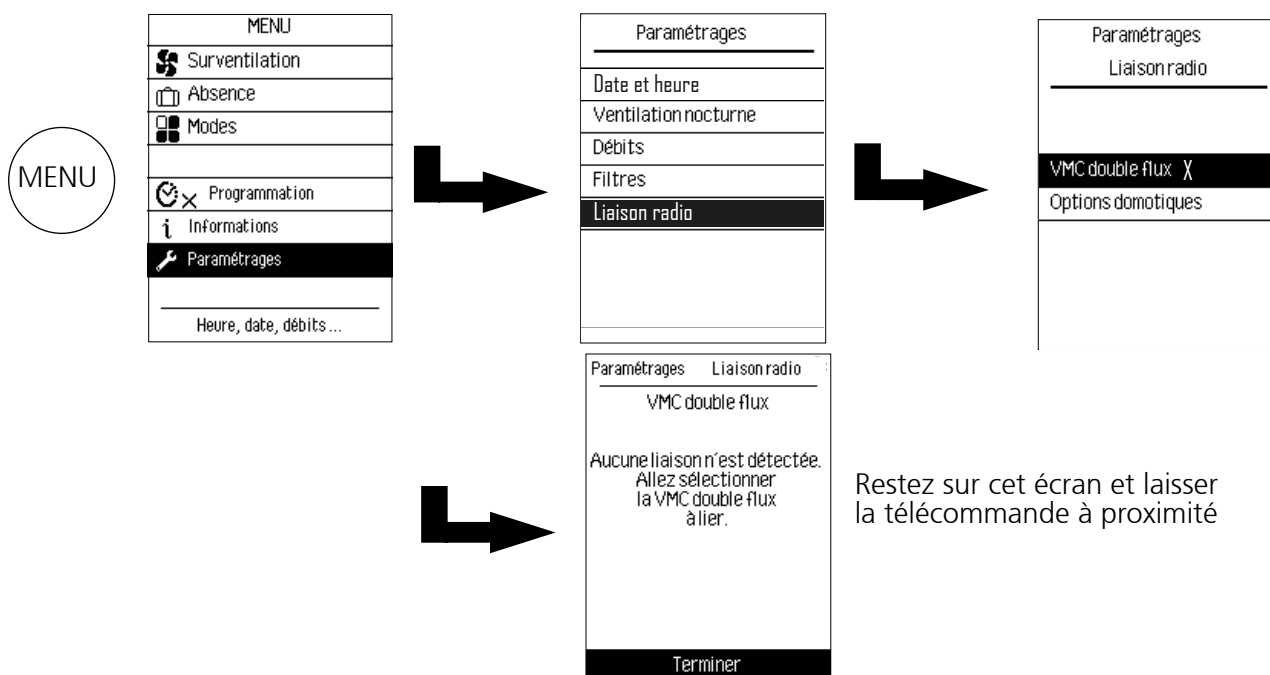 MENU
MENU
Surventilation
Absence
Modes
Programmation
i Informations
Paramétrages
Heure, date, débits ...
Paramétrages
Date et heure
Ventilation nocturne
Débits
Filtres
Liaison radio
Paramétrages
Liaison radio
VMC double flux X
Options domotiques
Paramétrages Liaison radio
VMC double flux
Aucune liaison n'est détectée.
Allez sélectionner
la VMC double flux
à lier.
Terminer
Restez sur cet écran et laisser
la télécommande à proximité